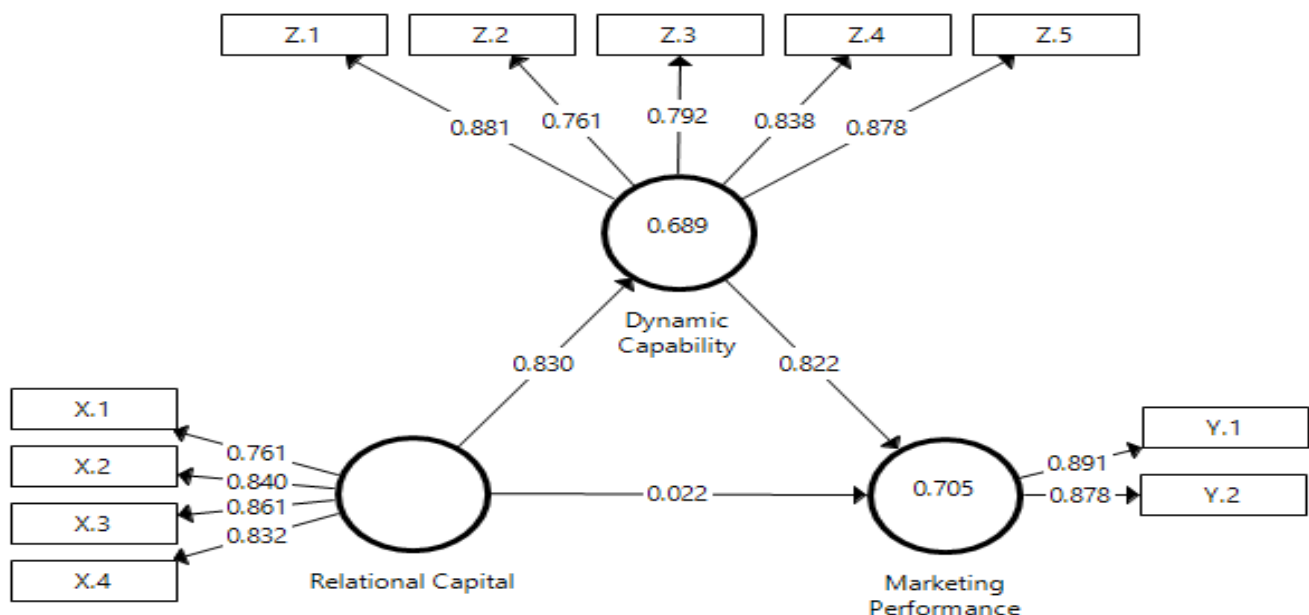 Z.1
Z.2
Z.3
Z.4
Z.5
0.881
0.761
0.792
0.838
0.878
0.689
Dynamic
Capability
0.830
0.822
X.1
X.2
X.3
X.4
0.761
0.840
0.861
0.832
Relational Capital
0.022
0.705
Marketing
Performance
0.891
0.878
Y.1
Y.2